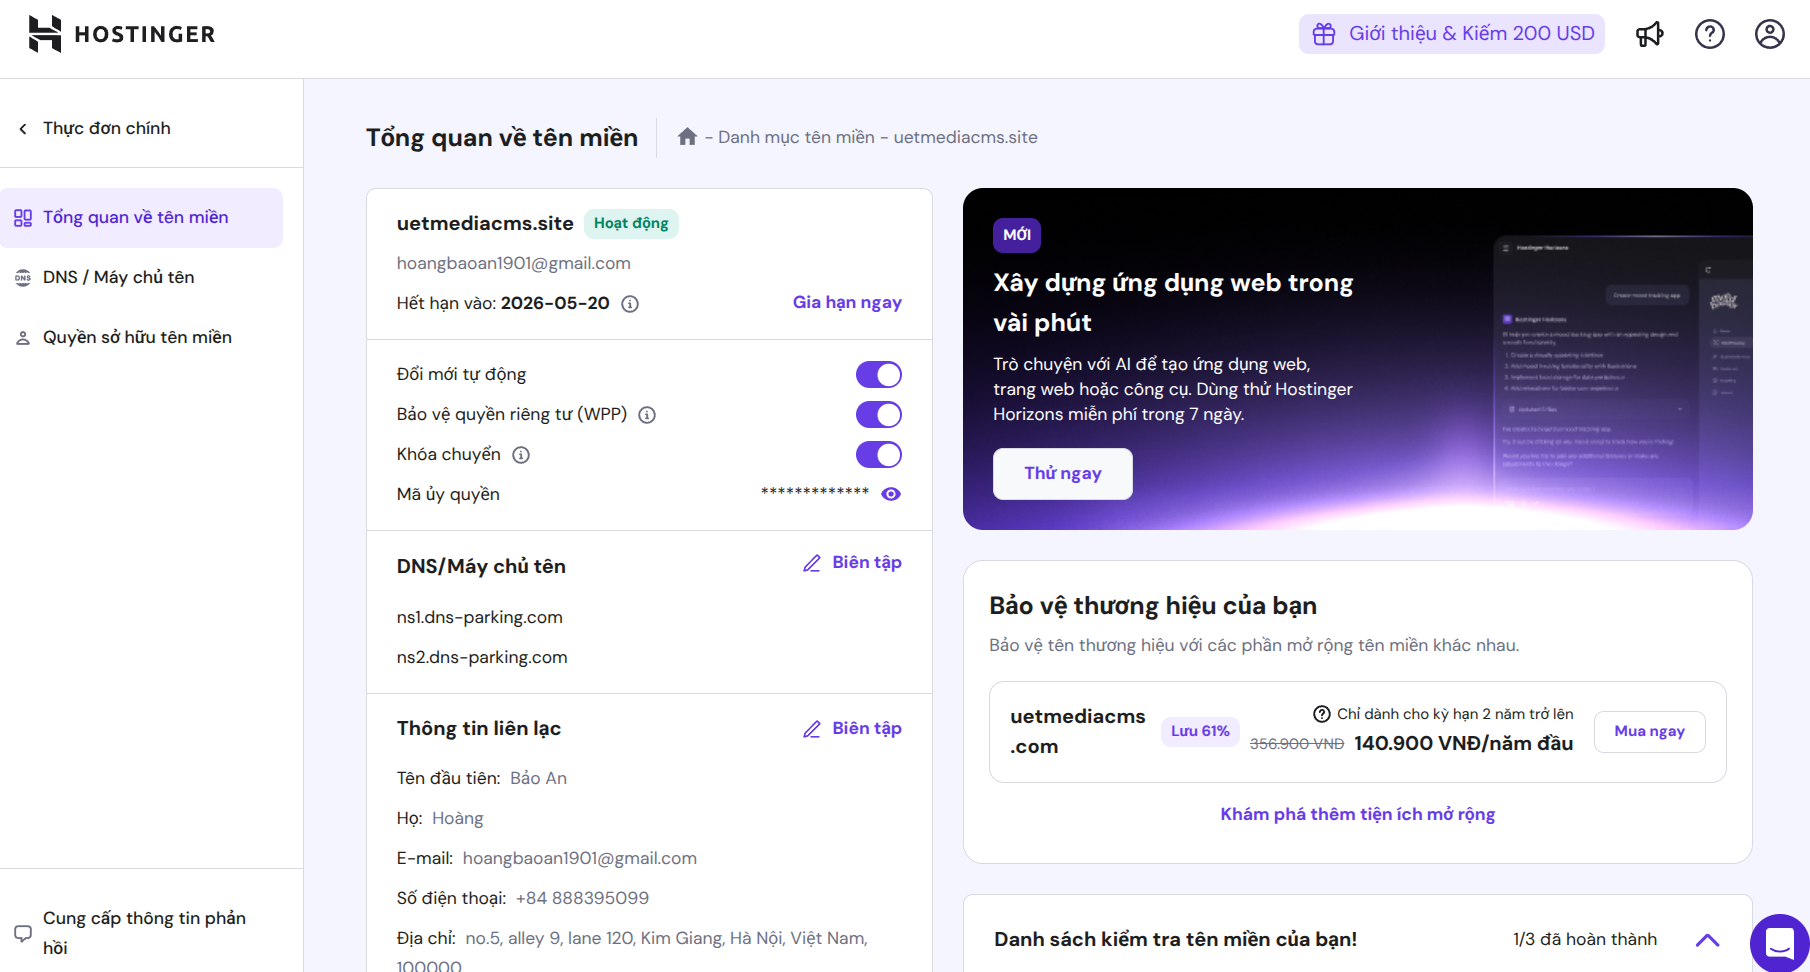 HOSTINGER
Giới thiệu & Kiếm 200 USD
Thực đơn chính
Tổng quan về tên miền
DNS / Máy chủ tên
Quyền sở hữu tên miền
Cung cấp thông tin phản
hồi
Tổng quan về tên miền
- Danh mục tên miền - uetmediacms.site
uetmediacms.site Hoạt động
hoangbaoan1901@gmail.com
Hết hạn vào: 2026-05-20
Gia hạn ngay
Đổi mới tự động
Bảo vệ quyền riêng tư (WPP)
Khóa chuyển
Mã ủy quyền *************
DNS/Máy chủ tên
Biên tập
ns1.dns-parking.com
ns2.dns-parking.com
Thông tin liên lạc
Biên tập
Tên đầu tiên: Bảo An
Họ: Hoàng
E-mail: hoangbaoan1901@gmail.com
Số điện thoại: +84 888395099
Địa chỉ: no.5, alley 9, lane 120, Kim Giang, Hà Nội, Việt Nam,
100000
MỚI
Xây dựng ứng dụng web trong
vài phút
Trò chuyện với AI để tạo ứng dụng web,
trang web hoặc công cụ. Dùng thử Hostinger
Horizons miễn phí trong 7 ngày.
Thử ngay
Hostinger Horizons
Create mood tracking app
Hostinger Horizons
Bảo vệ thương hiệu của bạn
Bảo vệ tên thương hiệu với các phần mở rộng tên miền khác nhau.
uetmediacms
.com
Lưu 61%
Chỉ dành cho kỳ hạn 2 năm trở lên
356.900 VNĐ 140.900 VNĐ/năm đầu
Mua ngay
Khám phá thêm tiện ích mở rộng
Danh sách kiểm tra tên miền của bạn!
1/3 đã hoàn thành